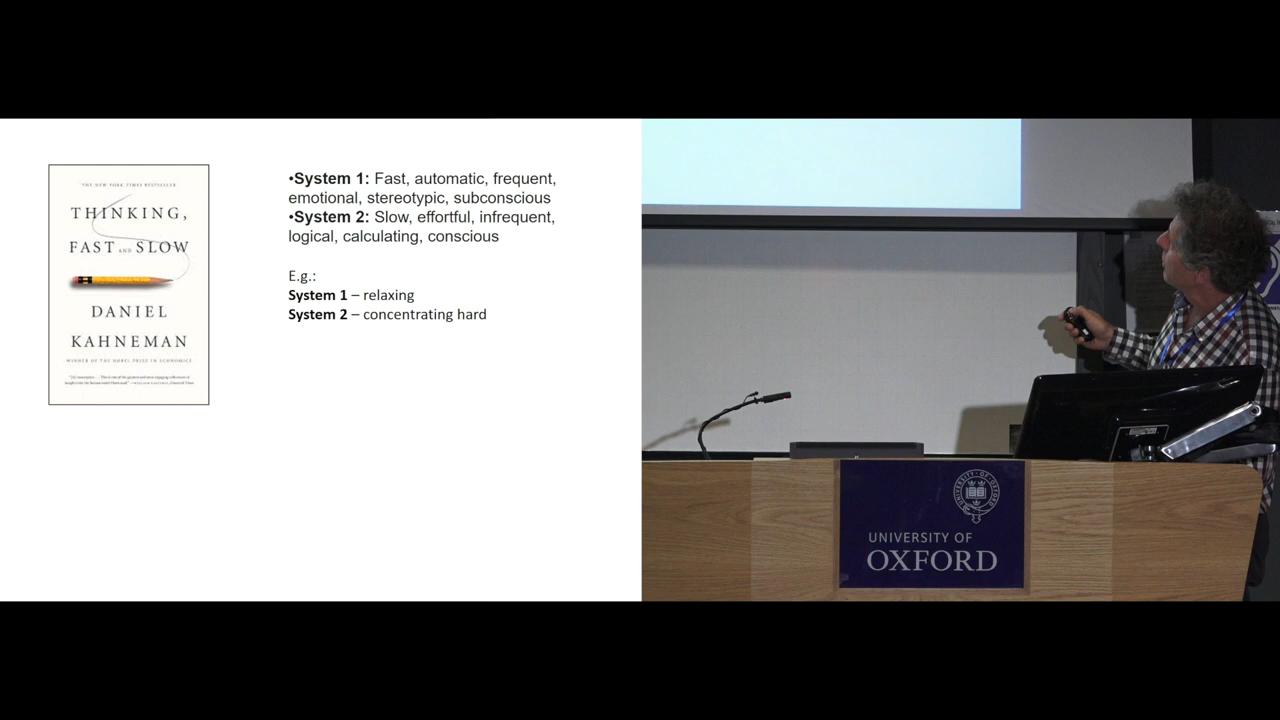 THE NEW YORK TIMES BESTSELLER
THINKING,
FAST AND SLOW
DANIEL
KAHNEMAN
WINNER OF THE NOBEL PRIZE IN ECONOMICS
•System 1: Fast, automatic, frequent,
emotional, stereotypic, subconscious
•System 2: Slow, effortful, infrequent,
logical, calculating, conscious
E.g.:
System 1 – relaxing
System 2 – concentrating hard
UNIVERSITY OF
OXFORD